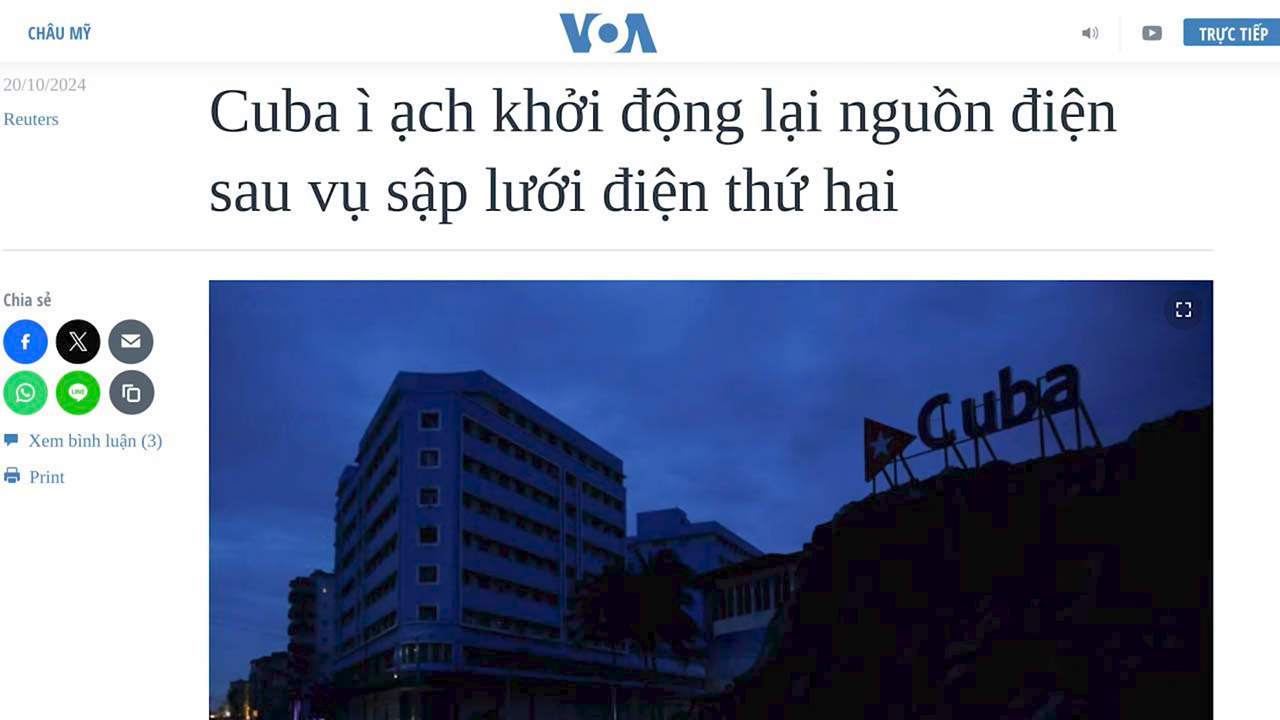 CHÂU MỸ
VOA
TRỰC TIẾP
20/10/2024
Reuters
Cuba ì ạch khởi động lại nguồn điện
sau vụ sập lưới điện thứ hai
Chia sẻ
LINE
Xem bình luận (3)
Print
Cuba